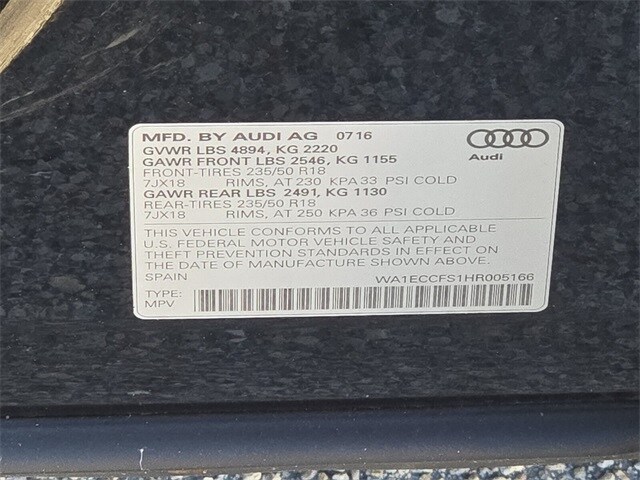 MFD. BY AUDI AG 0716
GVWR LBS 4894, KG 2220
GAWR FRONT LBS 2546, KG 1155
FRONT-TIRES 235/50 R18
7JX18 RIMS, AT 230 KPA 33 PSI COLD
GAWR REAR LBS 2491, KG 1130
REAR-TIRES 235/50 R18
7JX18 RIMS, AT 250 KPA 36 PSI COLD
Audi
THIS VEHICLE CONFORMS TO ALL APPLICABLE
U.S. FEDERAL MOTOR VEHICLE SAFETY AND
THEFT PREVENTION STANDARDS IN EFFECT ON
THE DATE OF MANUFACTURE SHOWN ABOVE.
SPAIN WA1ECCFS1HR005166
TYPE:
MPV